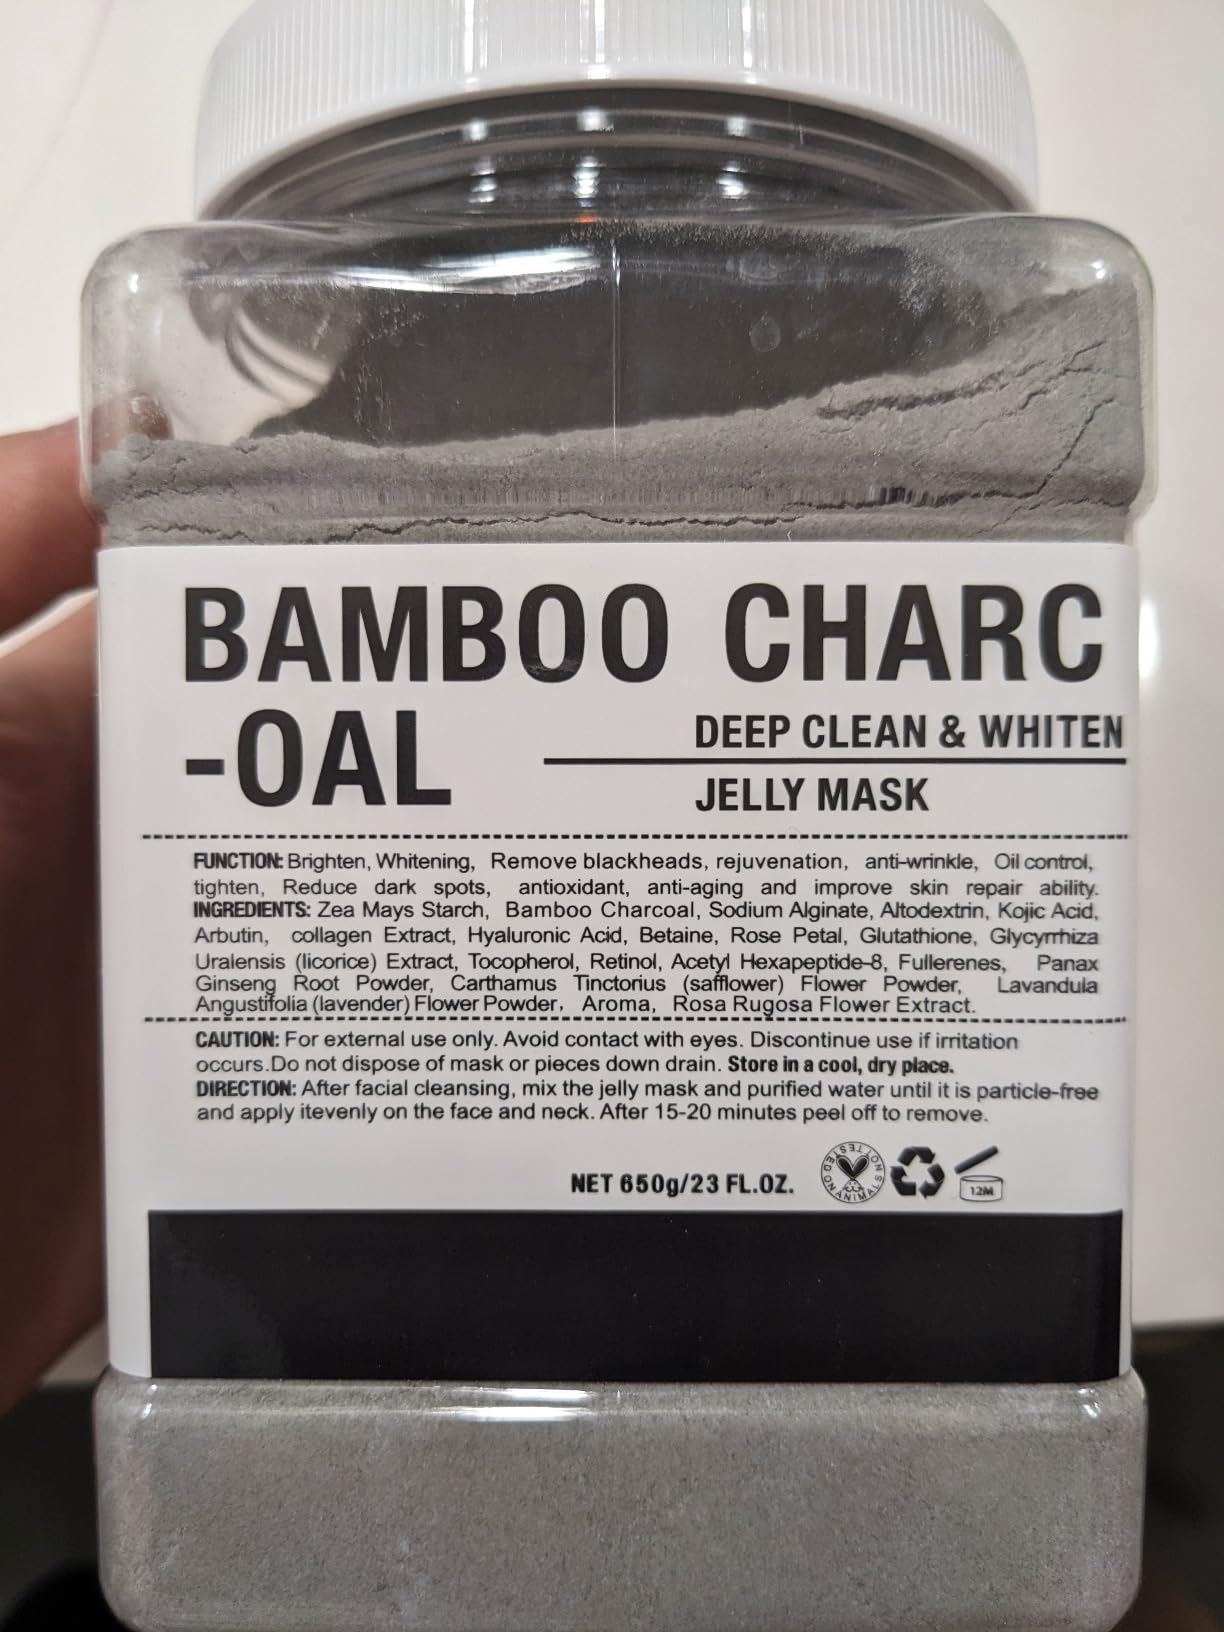 BAMBOO CHARC
-OAL
DEEP CLEAN & WHITEN
JELLY MASK
FUNCTION: Brighten, Whitening, Remove blackheads, rejuvenation, anti-wrinkle, Oil control,
tighten, Reduce dark spots, antioxidant, anti-aging and improve skin repair ability.
INGREDIENTS: Zea Mays Starch, Bamboo Charcoal, Sodium Alginate, Altodextrin, Kojic Acid,
Arbutin, collagen Extract, Hyaluronic Acid, Betaine, Rose Petal, Glutathione, Glycyrrhiza
Uralensis (licorice) Extract, Tocopherol, Retinol, Acetyl Hexapeptide-8, Fullerenes, Panax
Ginseng Root Powder, Carthamus Tinctorius (safflower) Flower Powder, Lavandula
Angustifolia (lavender) Flower Powder, Aroma, Rosa Rugosa Flower Extract.
CAUTION: For external use only. Avoid contact with eyes. Discontinue use if irritation
occurs.Do not dispose of mask or pieces down drain. Store in a cool, dry place.
DIRECTION: After facial cleansing, mix the jelly mask and purified water until it is particle-free
and apply itevenly on the face and neck. After 15-20 minutes peel off to remove.
NET 650g/23 FL.OZ.
NOT TESTED ON ANIMALS
12M